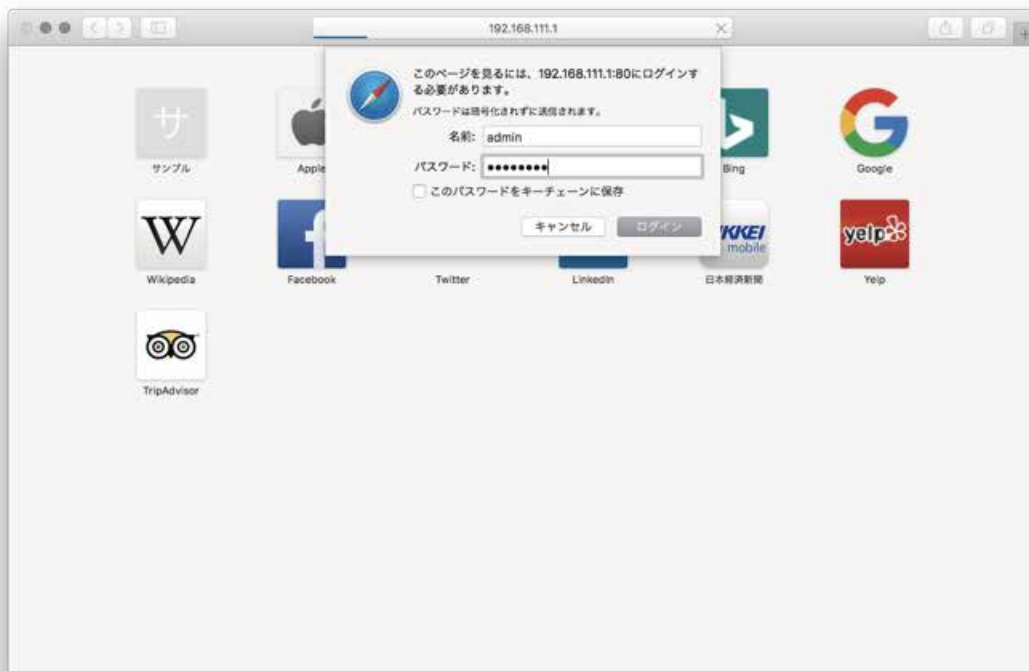 192.168.111.1
このページを見るには、192.168.111.1:80にログインす
る必要があります。
パスワードは暗号化されずに送信されます。
名前: admin
パスワード: ••••••••
このパスワードをキーチェーンに保存
キャンセル ログイン
サ
サンプル
Apple
Bing
Google
W
IKKEI
mobile
yelp
Wikipedia
Facebook
Twitter
LinkedIn
日本経済新聞
Yelp
TripAdvisor